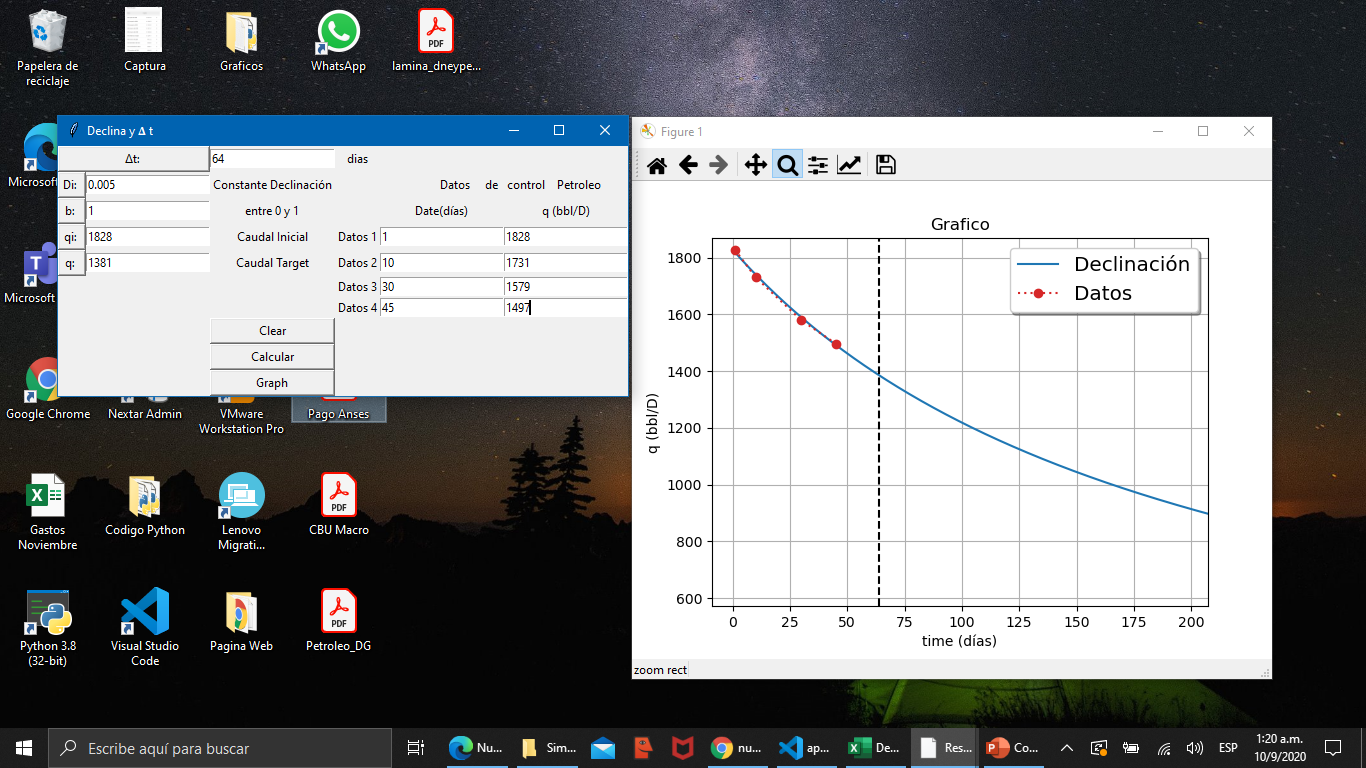 Papelera de
reciclaje
Captura
Graficos
WhatsApp
PDF
lamina_dneype...
Microsoft
Microsoft
Google Chrome
Nextar Admin
VMware
Workstation Pro
Pago Anses
Gastos
Noviembre
Codigo Python
Lenovo
Migrati...
PDF
CBU Macro
Python 3.8
(32-bit)
Visual Studio
Code
Pagina Web
PDF
Petroleo_DG
Declina y Δ t
Δt: 64 dias
Di: 0.005 Constante Declinación Datos de control Petroleo
b: 1 entre 0 y 1 Date(días) q (bbl/D)
qi: 1828 Caudal Inicial Datos 1 1 1828
q: 1381 Caudal Target Datos 2 10 1731
Datos 3 30 1579
Datos 4 45 1497
Clear
Calcular
Graph
Figure 1
Grafico
Declinación
Datos
1800
1600
1400
1200
1000
800
600
q (bbl/D)
0 25 50 75 100 125 150 175 200
time (días)
zoom rect
Escribe aquí para buscar
Nu...
Sim...
nu...
ap...
De...
Res...
Co...
ESP
1:20 a.m.
10/9/2020